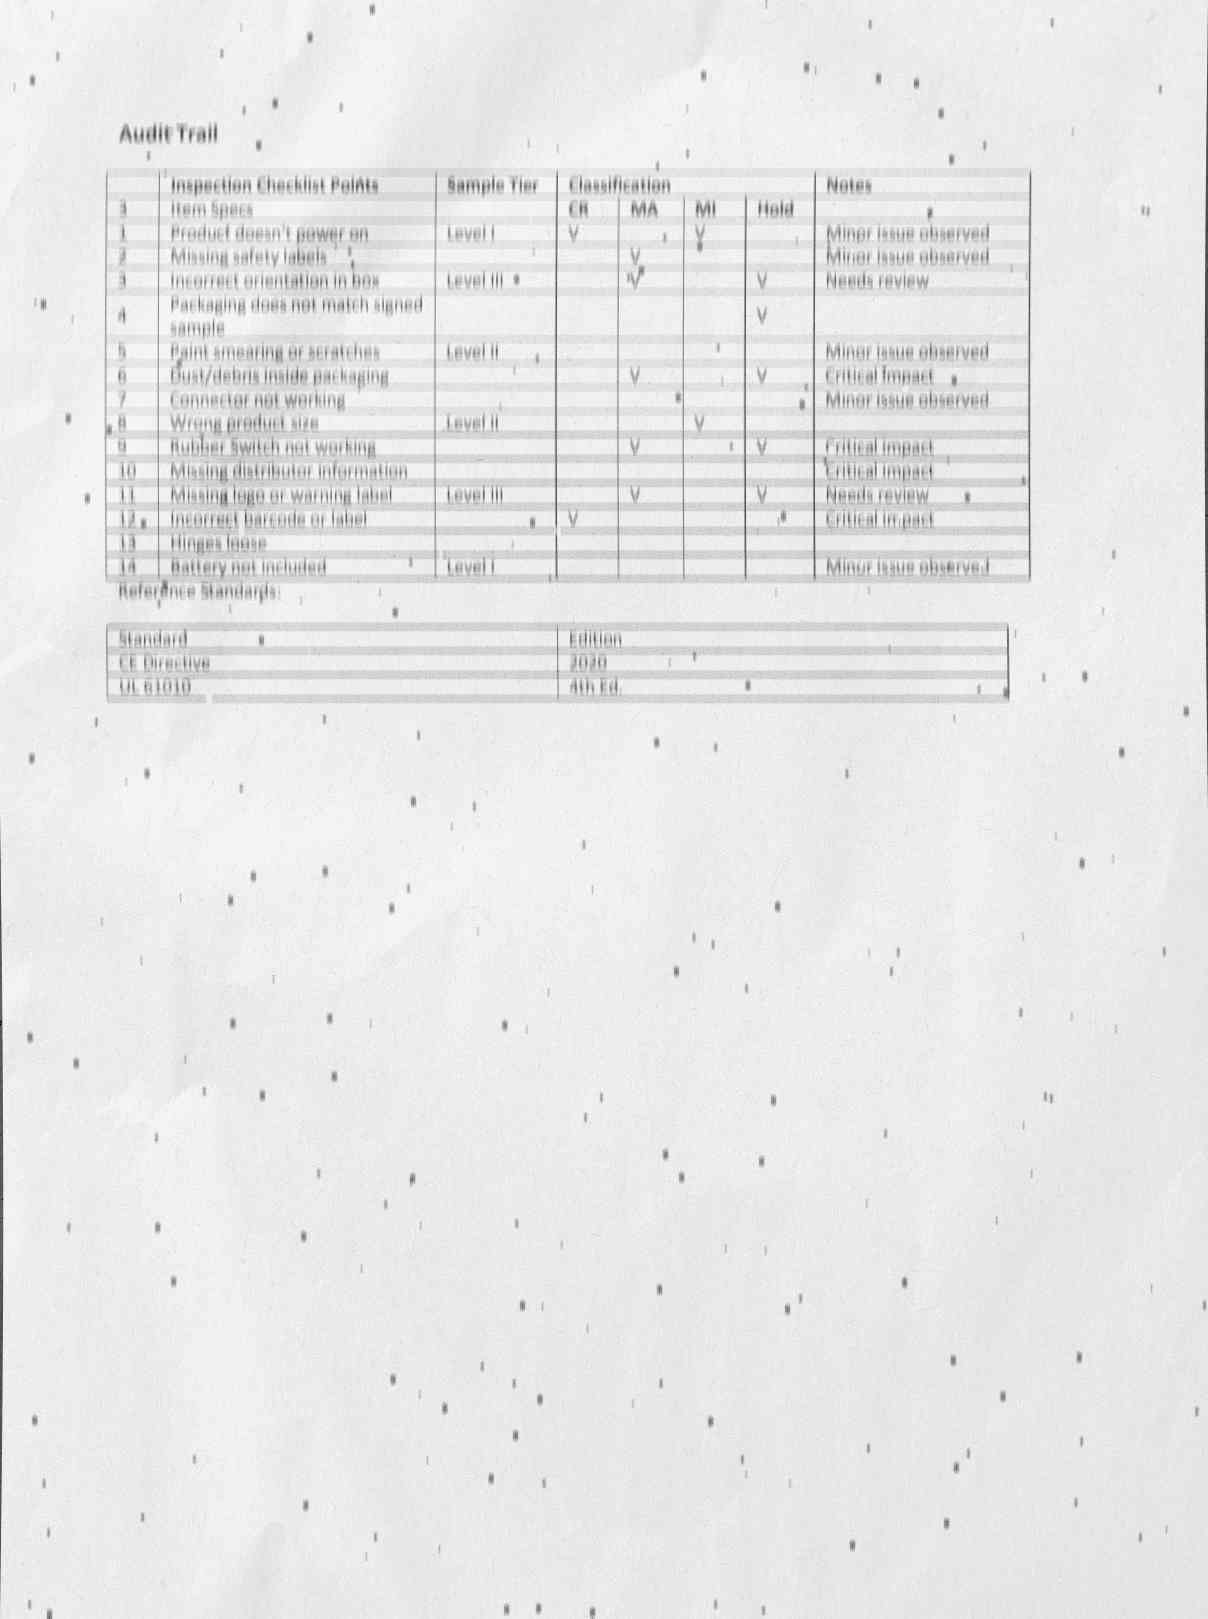 Audit Trail
Inspection Checklist Points Sample Tier Classification Notes
3 Item Specs CR MA MI Hold
1 Product doesn't power on Level I V V Minor issue observed
2 Missing safety labels V Minor issue observed
3 Incorrect orientation in box Level III V V Needs review
4 Packaging does not match signed sample V
5 Paint smearing or scratches Level II Minor issue observed
6 Dust/debris inside packaging V V Critical impact
7 Connector not working Minor issue observed
8 Wrong product size Level II V
9 Rubber Switch not working V V Critical impact
10 Missing distributor information Critical impact
11 Missing logo or warning label Level III V V Needs review
12 Incorrect barcode or label V Critical impact
13 Hinges loose
14 Battery not included Level I Minor issue observed
Reference Standards:
Standard Edition
CE Directive 2020
UL 61010 4th Ed.